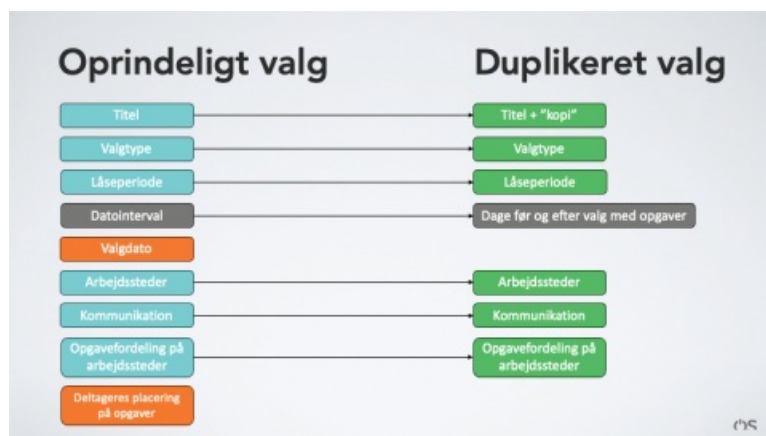 Oprindeligt valg Duplikeret valg
Titel Titel + "kopi"
Valgtype Valgtype
Låseperiode Låseperiode
Datointerval Dage før og efter valg med opgaver
Valgdato
Arbejdssteder Arbejdssteder
Kommunikation Kommunikation
Opgavefordeling på Opgavefordeling på
arbejdssteder arbejdssteder
Deltageres placering
på opgaver